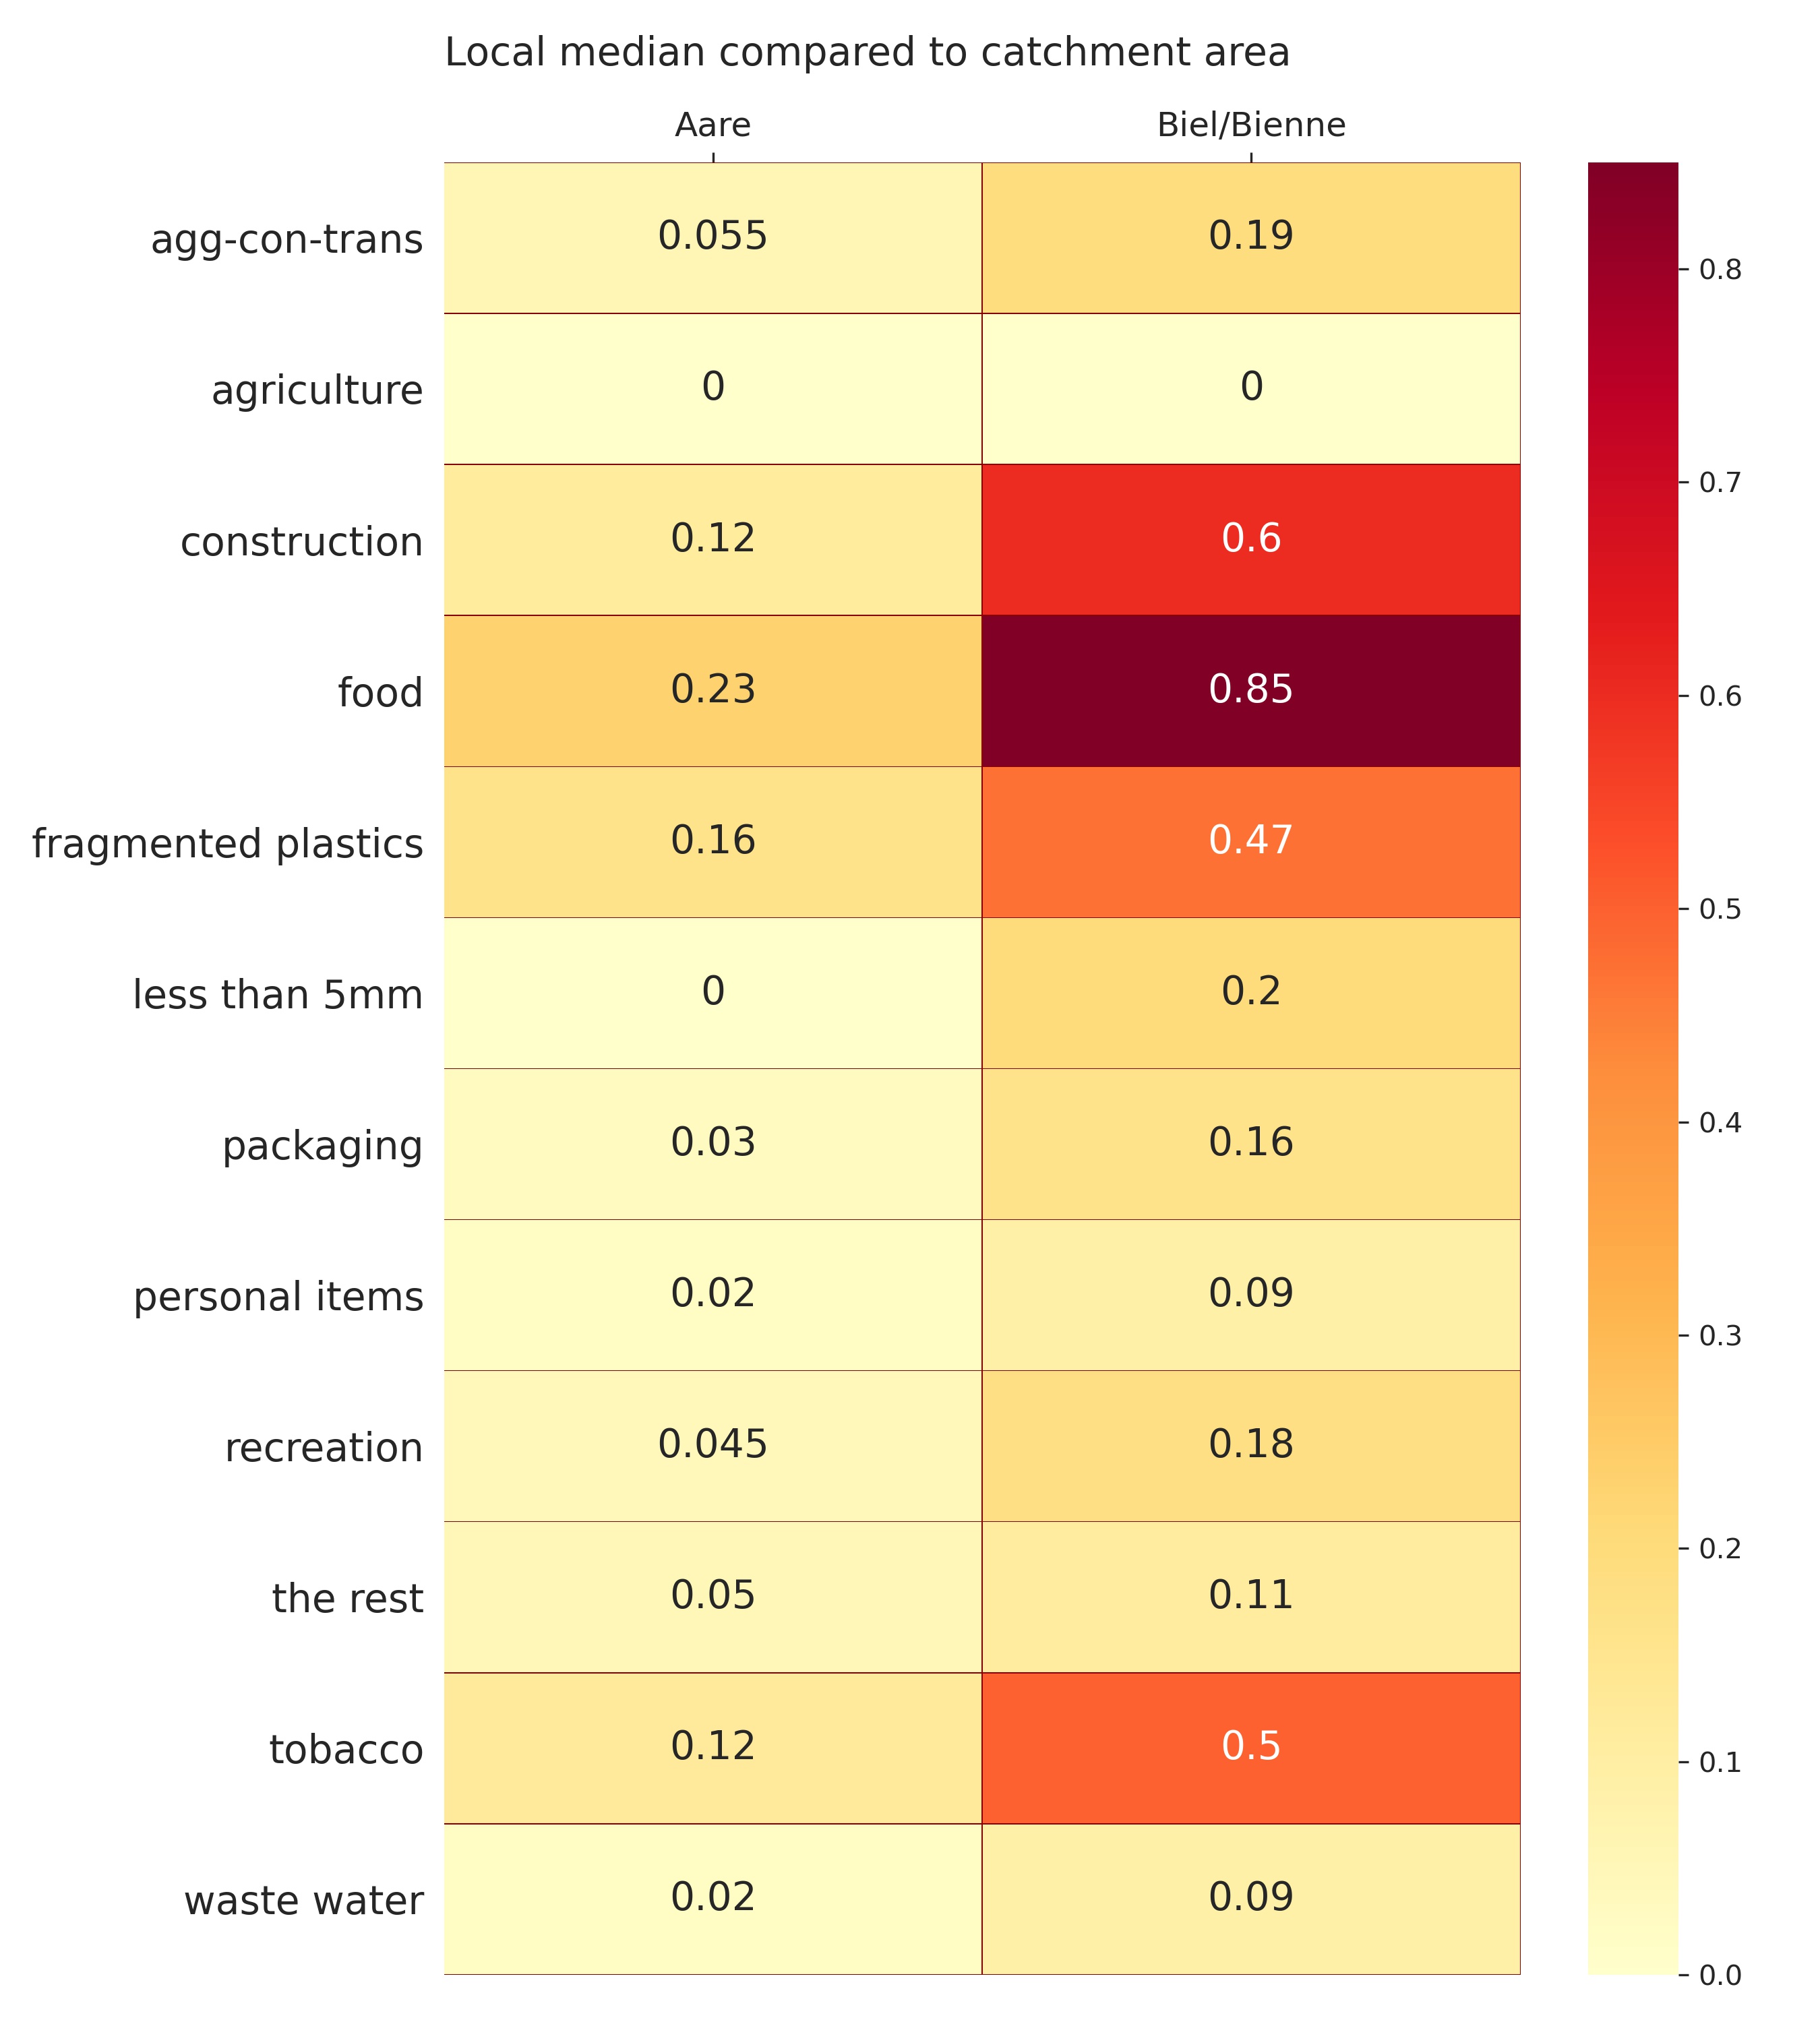 Local median compared to catchment area
Aare Biel/Bienne
agg-con-trans 0.055 0.19
0.8
agriculture 0 0
0.7
construction 0.12 0.6
0.6
food 0.23 0.85
fragmented plastics 0.16 0.47
0.5
less than 5mm 0 0.2
0.4
packaging 0.03 0.16
personal items 0.02 0.09
0.3
recreation 0.045 0.18
0.2
the rest 0.05 0.11
tobacco 0.12 0.5
0.1
waste water 0.02 0.09
0.0